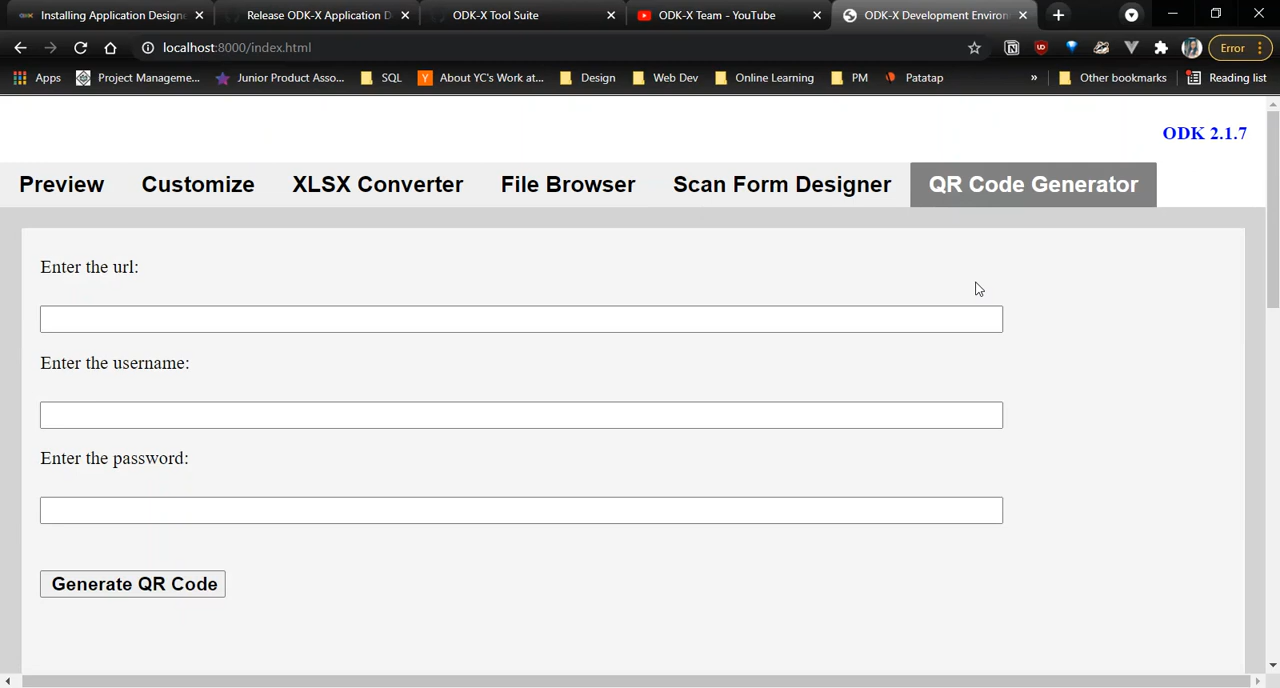 Installing Application Designe
Release ODK-X Application D
ODK-X Tool Suite
ODK-X Team - YouTube
ODK-X Development Environ
localhost:8000/index.html
Error
Apps
Project Manageme...
Junior Product Asso...
SQL
About YC's Work at...
Design
Web Dev
Online Learning
PM
Patatap
»
Other bookmarks
Reading list
ODK 2.1.7
Preview
Customize
XLSX Converter
File Browser
Scan Form Designer
QR Code Generator
Enter the url:
Enter the username:
Enter the password:
Generate QR Code